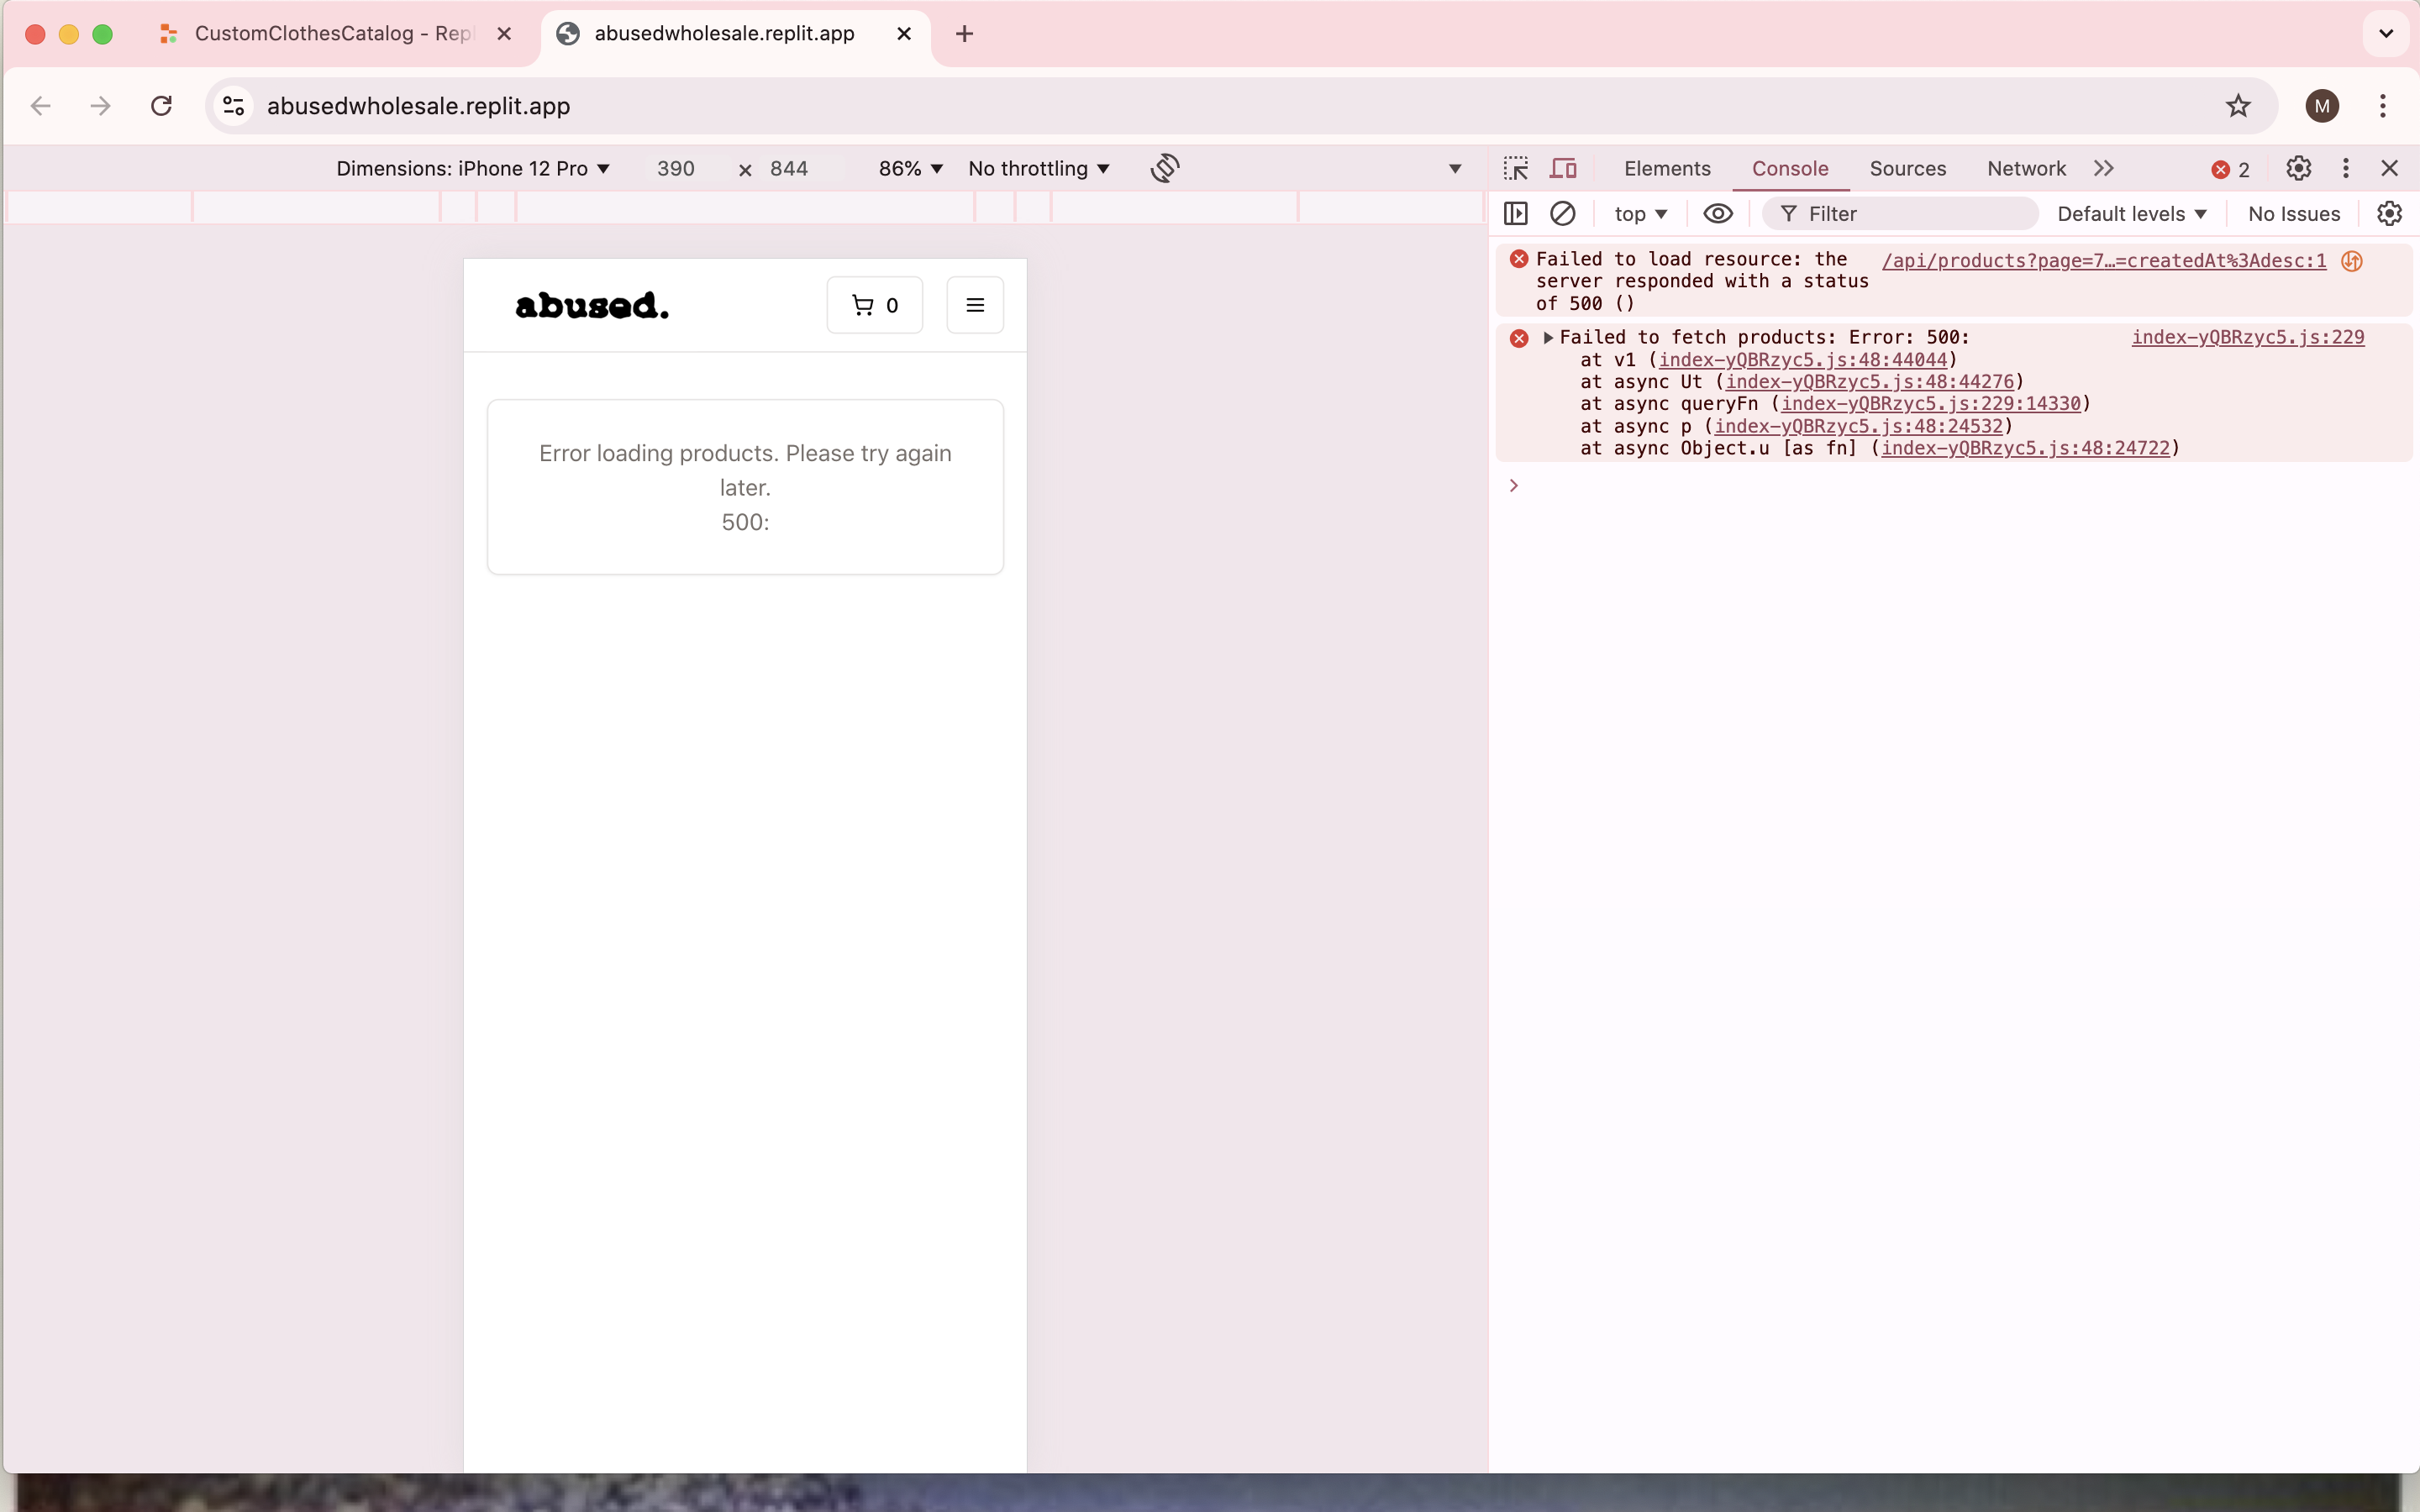 CustomClothesCatalog - Rep
abusedwholesale.replit.app
abusedwholesale.replit.app
M
Dimensions: iPhone 12 Pro 390 × 844 86% No throttling
Elements Console Sources Network 2
top Filter Default levels No Issues
abused. 0
Error loading products. Please try again
later.
500:
Failed to load resource: the /api/products?page=7…=createdAt%3Adesc:1
server responded with a status
of 500 ()
Failed to fetch products: Error: 500: index-yQBRzyc5.js:229
at v1 (index-yQBRzyc5.js:48:44044)
at async Ut (index-yQBRzyc5.js:48:44276)
at async queryFn (index-yQBRzyc5.js:229:14330)
at async p (index-yQBRzyc5.js:48:24532)
at async Object.u [as fn] (index-yQBRzyc5.js:48:24722)